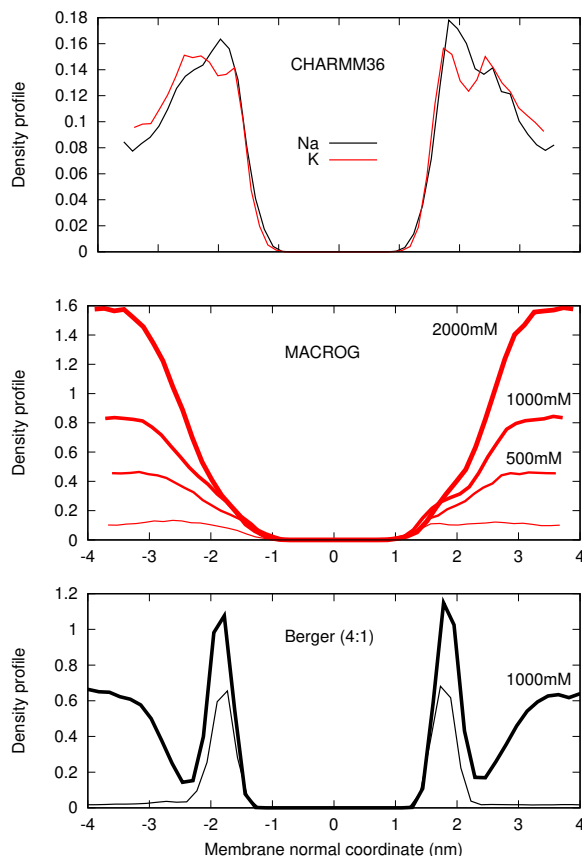 0.18
0.16
0.14
0.12
0.1
0.08
0.06
0.04
0.02
0
Density profile
CHARMM36
Na
K
1.6
1.4
1.2
1
0.8
0.6
0.4
0.2
0
Density profile
MACROG
2000mM
1000mM
500mM
-4 -3 -2 -1 0 1 2 3 4
1.2
1
0.8
0.6
0.4
0.2
0
Density profile
Berger (4:1)
1000mM
-4 -3 -2 -1 0 1 2 3 4
Membrane normal coordinate (nm)